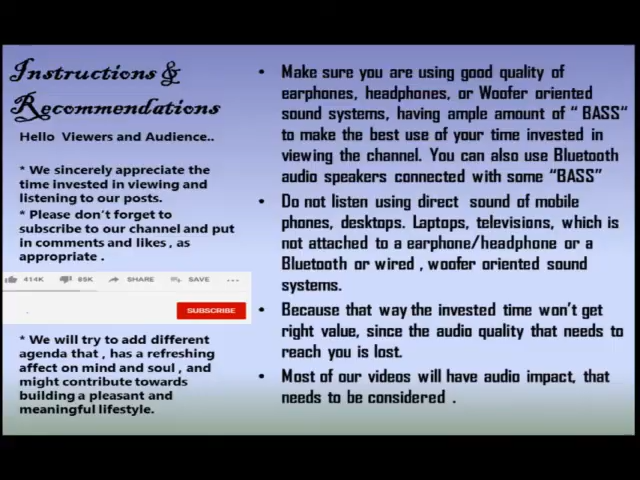 Instructions &
Recommendations
Hello Viewers and Audience..
* We sincerely appreciate the
time invested in viewing and
listening to our posts.
* Please don't forget to
subscribe to our channel and put
in comments and likes , as
appropriate .
414K 85K SHARE SAVE ...
SUBSCRIBE
* We will try to add different
agenda that , has a refreshing
affect on mind and soul , and
might contribute towards
building a pleasant and
meaningful lifestyle.
• Make sure you are using good quality of
earphones, headphones, or Woofer oriented
sound systems, having ample amount of " BASS"
to make the best use of your time invested in
viewing the channel. You can also use Bluetooth
audio speakers connected with some "BASS"
• Do not listen using direct sound of mobile
phones, desktops. Laptops, televisions, which is
not attached to a earphone/headphone or a
Bluetooth or wired , woofer oriented sound
systems.
• Because that way the invested time won't get
right value, since the audio quality that needs to
reach you is lost.
• Most of our videos will have audio impact, that
needs to be considered .